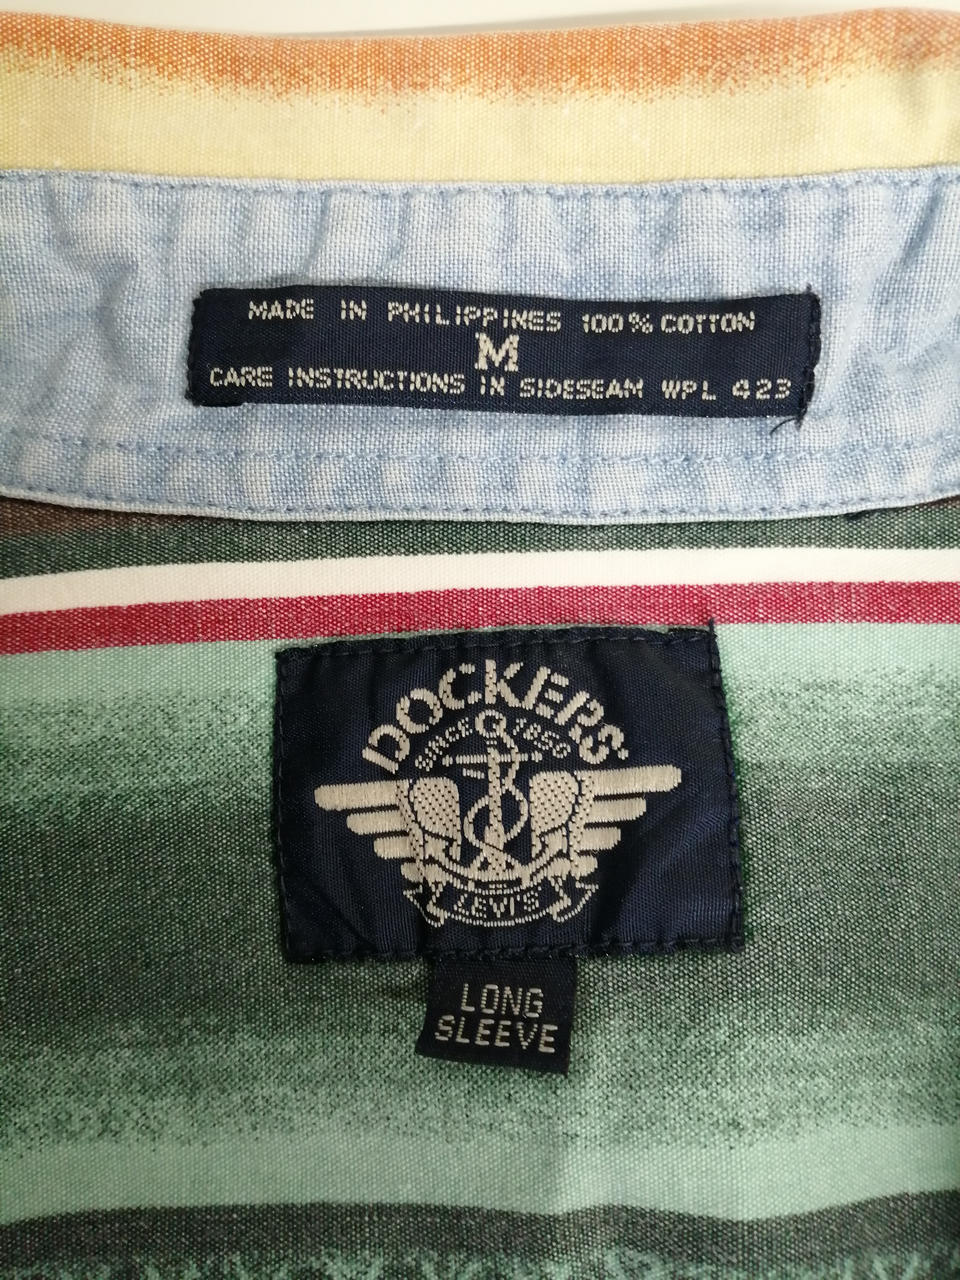 MADE IN PHILIPPINES 100% COTTON
M
CARE INSTRUCTIONS IN SIDESEAM WPL 423
DOCKERS
SINCE 1850
LEVI'S
LONG
SLEEVE